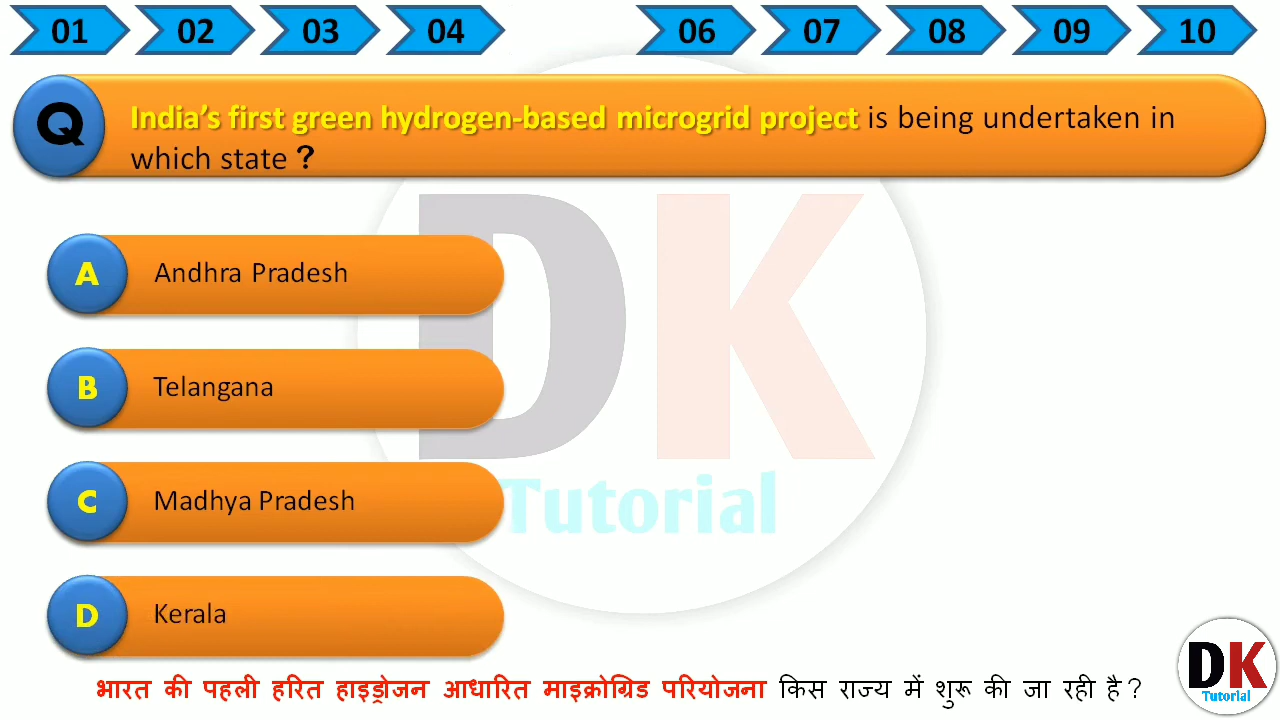 01 02 03 04 06 07 08 09 10
Q
India's first green hydrogen-based microgrid project is being undertaken in
which state ?
A Andhra Pradesh
B Telangana
C Madhya Pradesh
D Kerala
DK
Tutorial
भारत की पहली हरित हाइड्रोजन आधारित माइक्रोग्रिड परियोजना किस राज्य में शुरू की जा रही है ?
DK
Tutorial